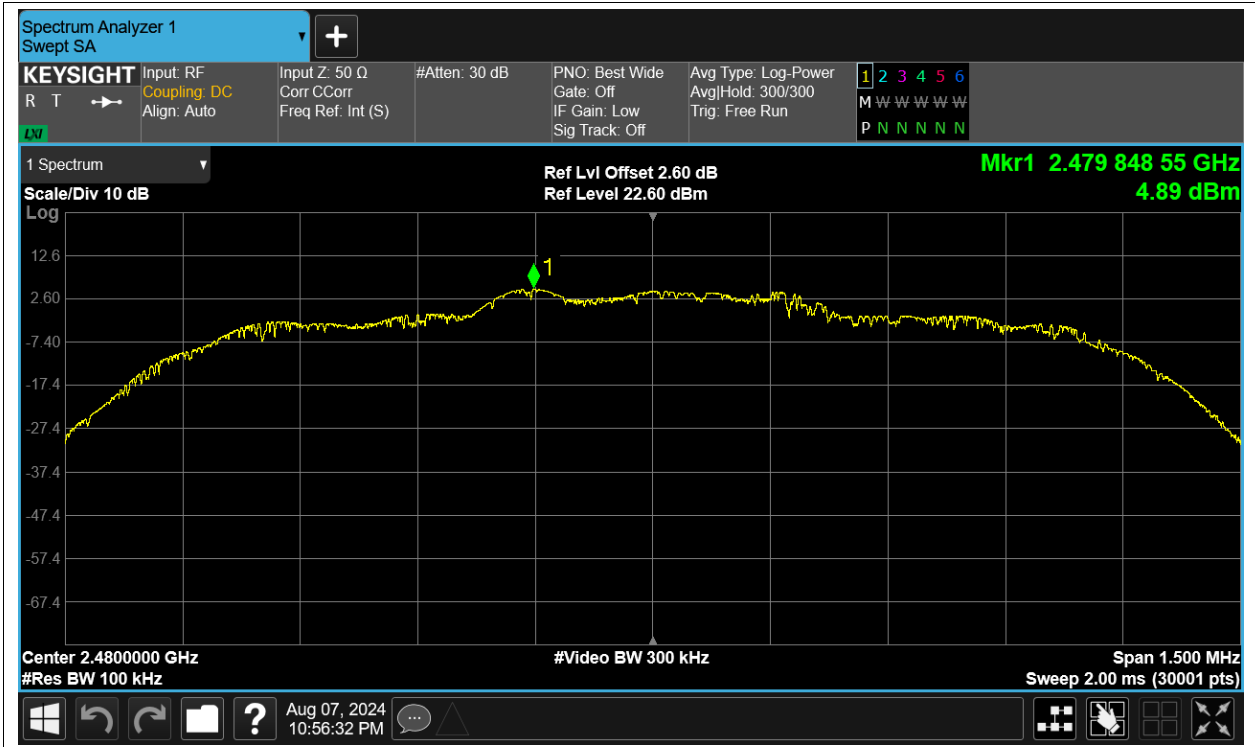 Spectrum Analyzer 1
Swept SA
KEYSIGHT
R T
LXI
Input: RF
Coupling: DC
Align: Auto
Input Z: 50 Ω
Corr CCorr
Freq Ref: Int (S)
#Atten: 30 dB
PNO: Best Wide
Gate: Off
IF Gain: Low
Sig Track: Off
Avg Type: Log-Power
Avg|Hold: 300/300
Trig: Free Run
1 2 3 4 5 6
M W W W W W
P N N N N N
1 Spectrum
Scale/Div 10 dB
Log
Ref Lvl Offset 2.60 dB
Ref Level 22.60 dBm
Mkr1 2.479 848 55 GHz
4.89 dBm
1
12.6
2.60
-7.40
-17.4
-27.4
-37.4
-47.4
-57.4
-67.4
Center 2.4800000 GHz
#Res BW 100 kHz
#Video BW 300 kHz
Span 1.500 MHz
Sweep 2.00 ms (30001 pts)
?
Aug 07, 2024
10:56:32 PM